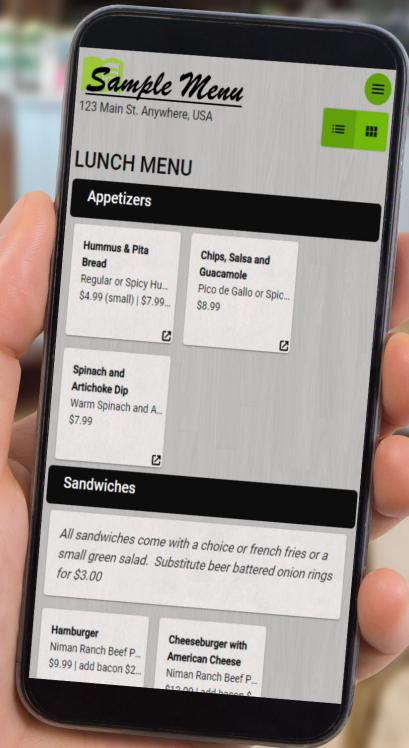 Sample Menu
123 Main St. Anywhere, USA
LUNCH MENU
Appetizers
Hummus & Pita
Bread
Regular or Spicy Hu...
$4.99 (small) | $7.99...
Chips, Salsa and
Guacamole
Pico de Gallo or Spic...
$8.99
Spinach and
Artichoke Dip
Warm Spinach and A...
$7.99
Sandwiches
All sandwiches come with a choice or french fries or a
small green salad.  Substitute beer battered onion rings
for $3.00
Hamburger
Niman Ranch Beef P...
$9.99 | add bacon $2...
Cheeseburger with
American Cheese
Niman Ranch Beef P...
$12.99 | add bacon $...